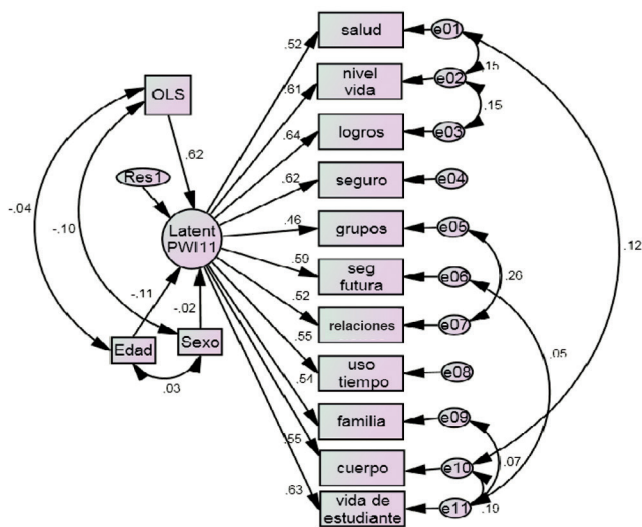 salud
e01
.52
.15
nivel
vida
e02
.61
.15
OLS
logros
e03
.64
.62
seguro
e04
.62
Res1
-.04
-.10
Latent
PWI11
grupos
e05
.46
.12
seg
futura
e06
.59
.26
-.11
-.02
relaciones
e07
.52
Edad
Sexo
.05
.03
uso
tiempo
e08
.55
familia
e09
.54
.07
cuerpo
e10
.55
vida de
estudiante
e11
.63
.19